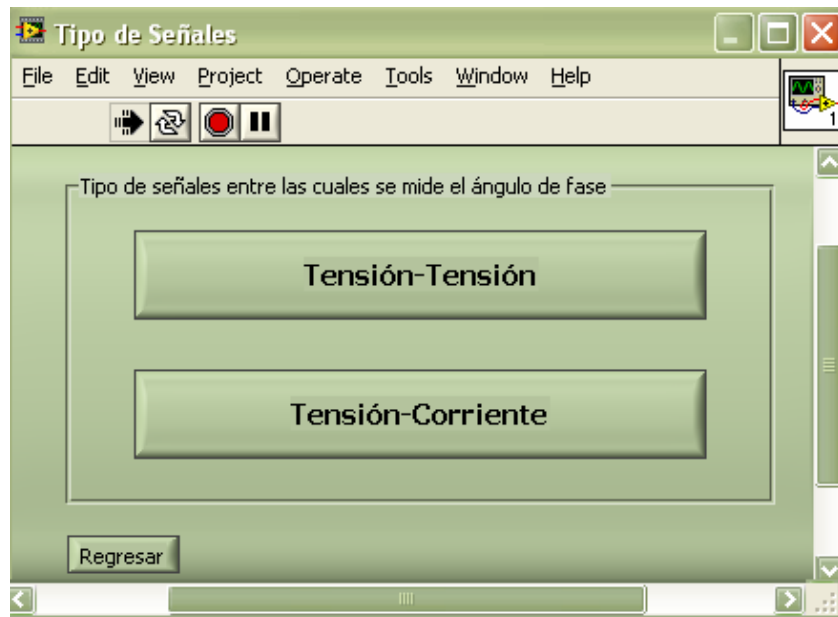 Tipo de Señales
File Edit View Project Operate Tools Window Help
1
Tipo de señales entre las cuales se mide el ángulo de fase
Tensión-Tensión
Tensión-Corriente
Regresar